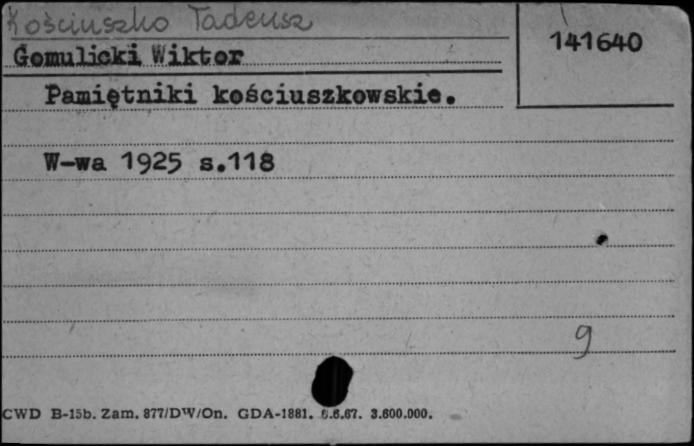 Kościuszko Tadeusz
141640
Gomulicki Wiktor
Pamiętniki kościuszkowskie.
W-wa 1925 s.118
9
CWD B-15b. Zam. 877/DW/On. GDA-1881. .6.67. 3.600.000.